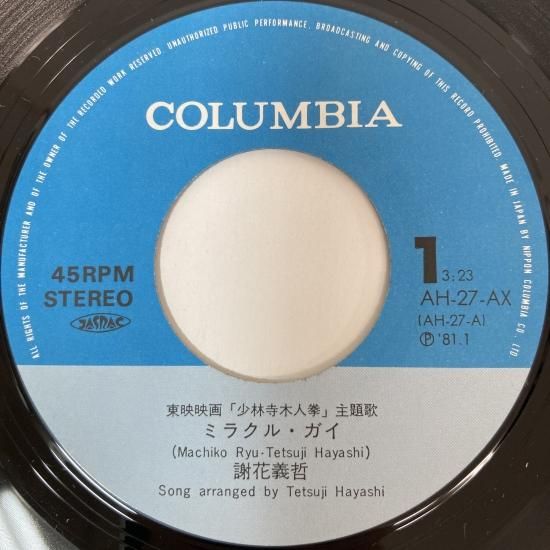 ALL RIGHTS OF THE MANUFACTURER AND OF THE OWNER OF THE RECORDED WORK RESERVED. UNAUTHORIZED PUBLIC PERFORMANCE, BROADCASTING AND COPYING OF THIS RECORD PROHIBITED. MADE IN JAPAN BY NIPPON COLUMBIA CO., LTD
COLUMBIA
45RPM
STEREO
JASRAC
1 3:23
AH-27-AX
(AH-27-A)
Ⓟ '81.1
東映映画「少林寺木人拳」主題歌
ミラクル・ガイ
(Machiko Ryu-Tetsuji Hayashi)
謝花義哲
Song arranged by Tetsuji Hayashi